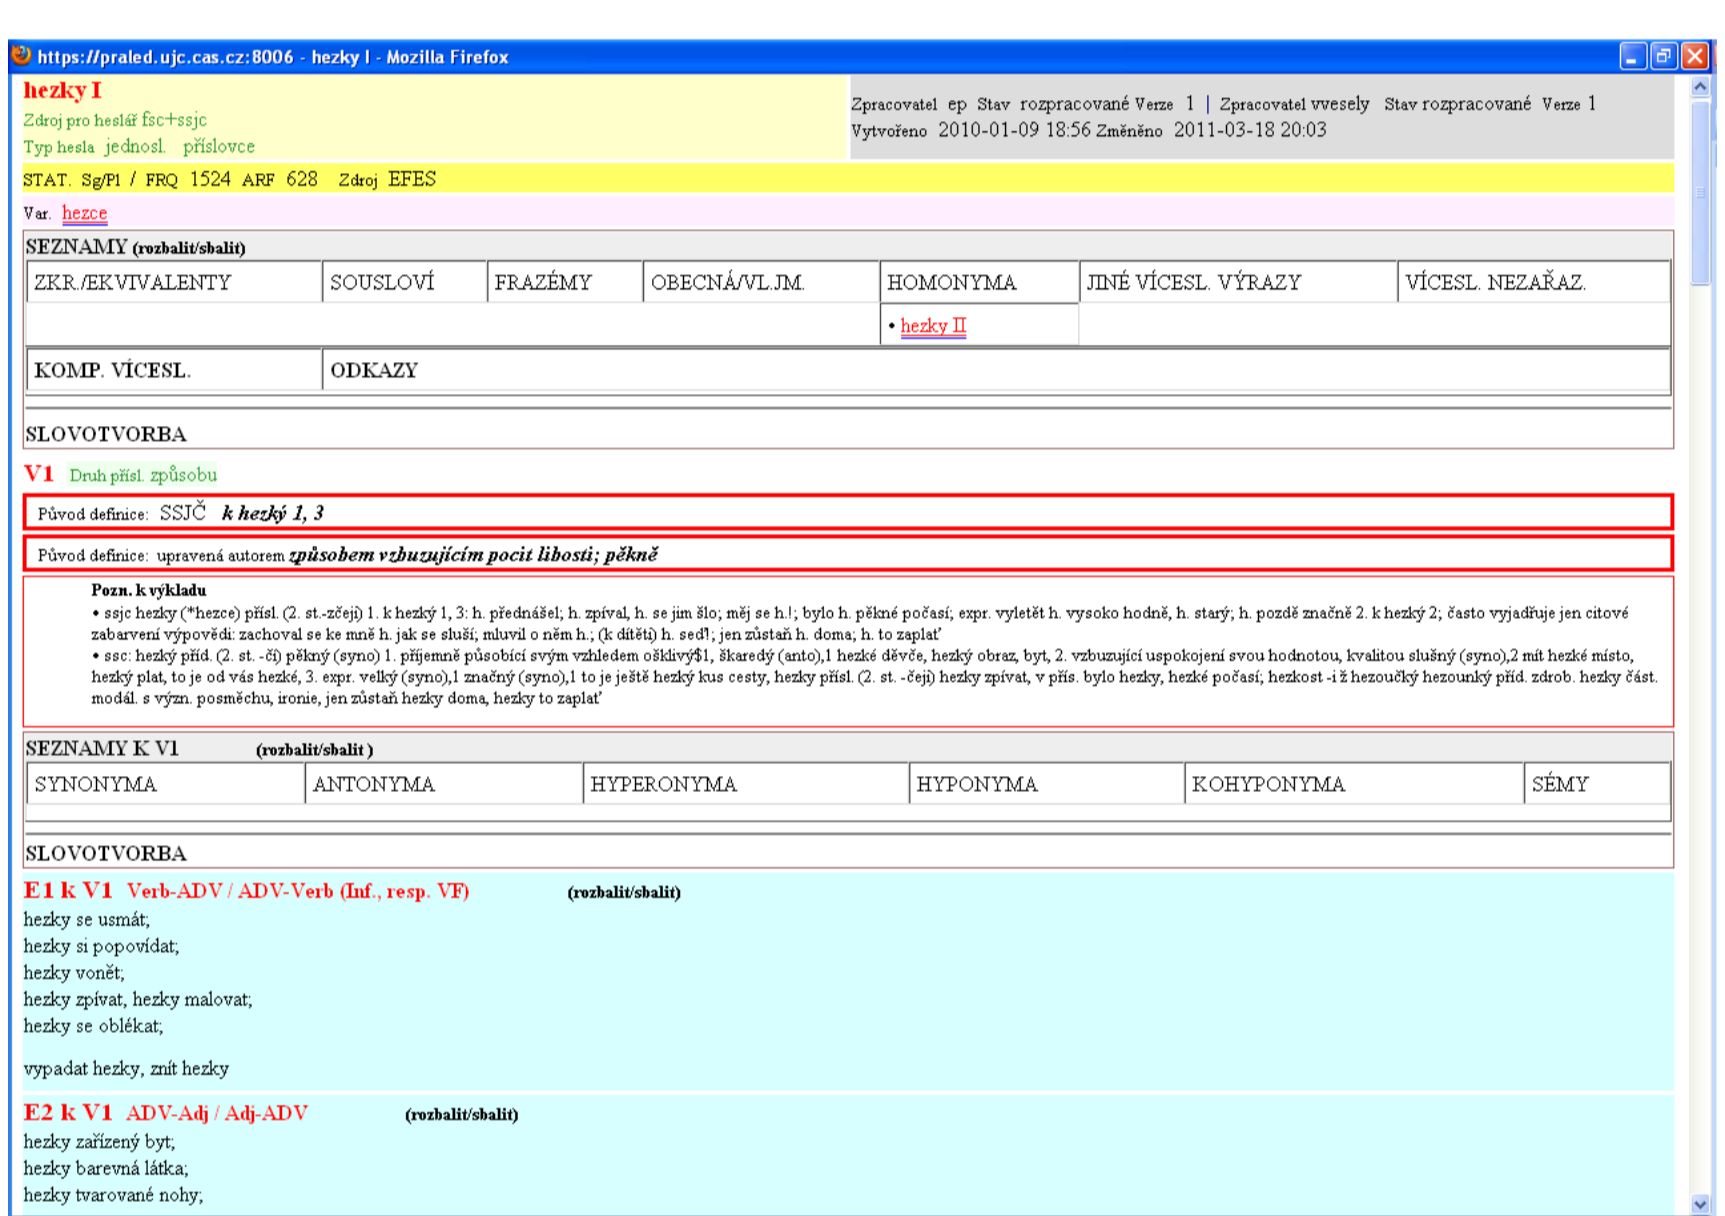 https://praled.ujc.cas.cz:8006 - hezky I - Mozilla Firefox
hezky I
Zdroj pro heslář fsc+ssjc
Typ hesla jednosl. příslovce
Zpracovatel ep Stav rozpracované Verze 1 | Zpracovatel vvesely Stav rozpracované Verze 1
Vytvořeno 2010-01-09 18:56 Změněno 2011-03-18 20:03
STAT. Sg/Pl / FRQ 1524 ARF 628 Zdroj EFES
Var. hezce
SEZNAMY (rozbalit/sbalit)
ZKR./EKVIVALENTY SOUSLOVÍ FRAZÉMY OBECNÁ/VL.JM. HOMONYMA JINÉ VÍCESL. VÝRAZY VÍCESL. NEZAŘAZ.
• hezky II
KOMP. VÍCESL. ODKAZY
SLOVOTVORBA
V1 Druh přísl. způsobu
Původ definice: SSJČ k hezký 1, 3
Původ definice: upravená autorem způsobem vzbuzujícím pocit libosti; pěkně
Pozn. k výkladu
• ssjc hezky (*hezce) přísl. (2. st.-zčeji) 1. k hezký 1, 3: h. přednášel; h. zpíval, h. se jim šlo; měj se h.!; bylo h. pěkné počasí; expr. vyletět h. vysoko hodně, h. starý; h. pozdě značně 2. k hezký 2; často vyjadřuje jen citové
zabarvení výpovědi: zachoval se ke mně h. jak se sluší; mluvil o něm h.; (k dítěti) h. seď!; jen zůstaň h. doma; h. to zaplať
• ssc: hezký příd. (2. st. -čí) pěkný (syno) 1. příjemně působící svým vzhledem ošklivý$1, škaredý (anto),1 hezké děvče, hezký obraz, byt, 2. vzbuzující uspokojení svou hodnotou, kvalitou slušný (syno),2 mít hezké místo,
hezký plat, to je od vás hezké, 3. expr. velký (syno),1 značný (syno),1 to je ještě hezký kus cesty, hezky přísl. (2. st. -čeji) hezky zpívat, v přís. bylo hezky, hezké počasí; hezkost -i ž hezoučký hezounký příd. zdrob. hezky část.
modál. s význ. posměchu, ironie, jen zůstaň hezky doma, hezky to zaplať
SEZNAMY K V1 (rozbalit/sbalit )
SYNONYMA ANTONYMA HYPERONYMA HYPONYMA KOHYPONYMA SÉMY
SLOVOTVORBA
E1 k V1 Verb-ADV / ADV-Verb (Inf., resp. VF) (rozbalit/sbalit)
hezky se usmát;
hezky si popovídat;
hezky vonět;
hezky zpívat, hezky malovat;
hezky se oblékat;
vypadat hezky, znít hezky
E2 k V1 ADV-Adj / Adj-ADV (rozbalit/sbalit)
hezky zařízený byt;
hezky barevná látka;
hezky tvarované nohy;